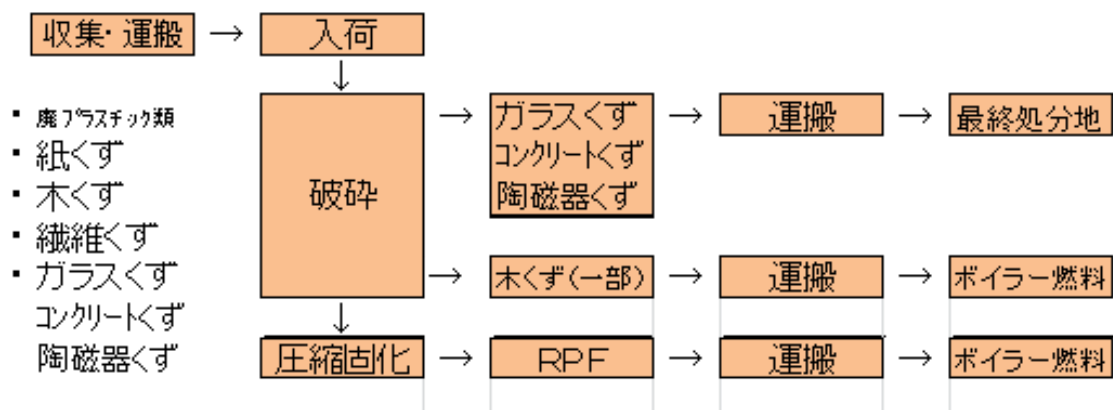 収集・運搬 → 入荷
↓
・廃プラスチック類
・紙くず
・木くず
・繊維くず
・ガラスくず
コンクリートくず
陶磁器くず
破砕
→ ガラスくず
コンクリートくず
陶磁器くず
→ 運搬 → 最終処分地
→ 木くず(一部) → 運搬 → ボイラー燃料
↓
圧縮固化 → RPF → 運搬 → ボイラー燃料